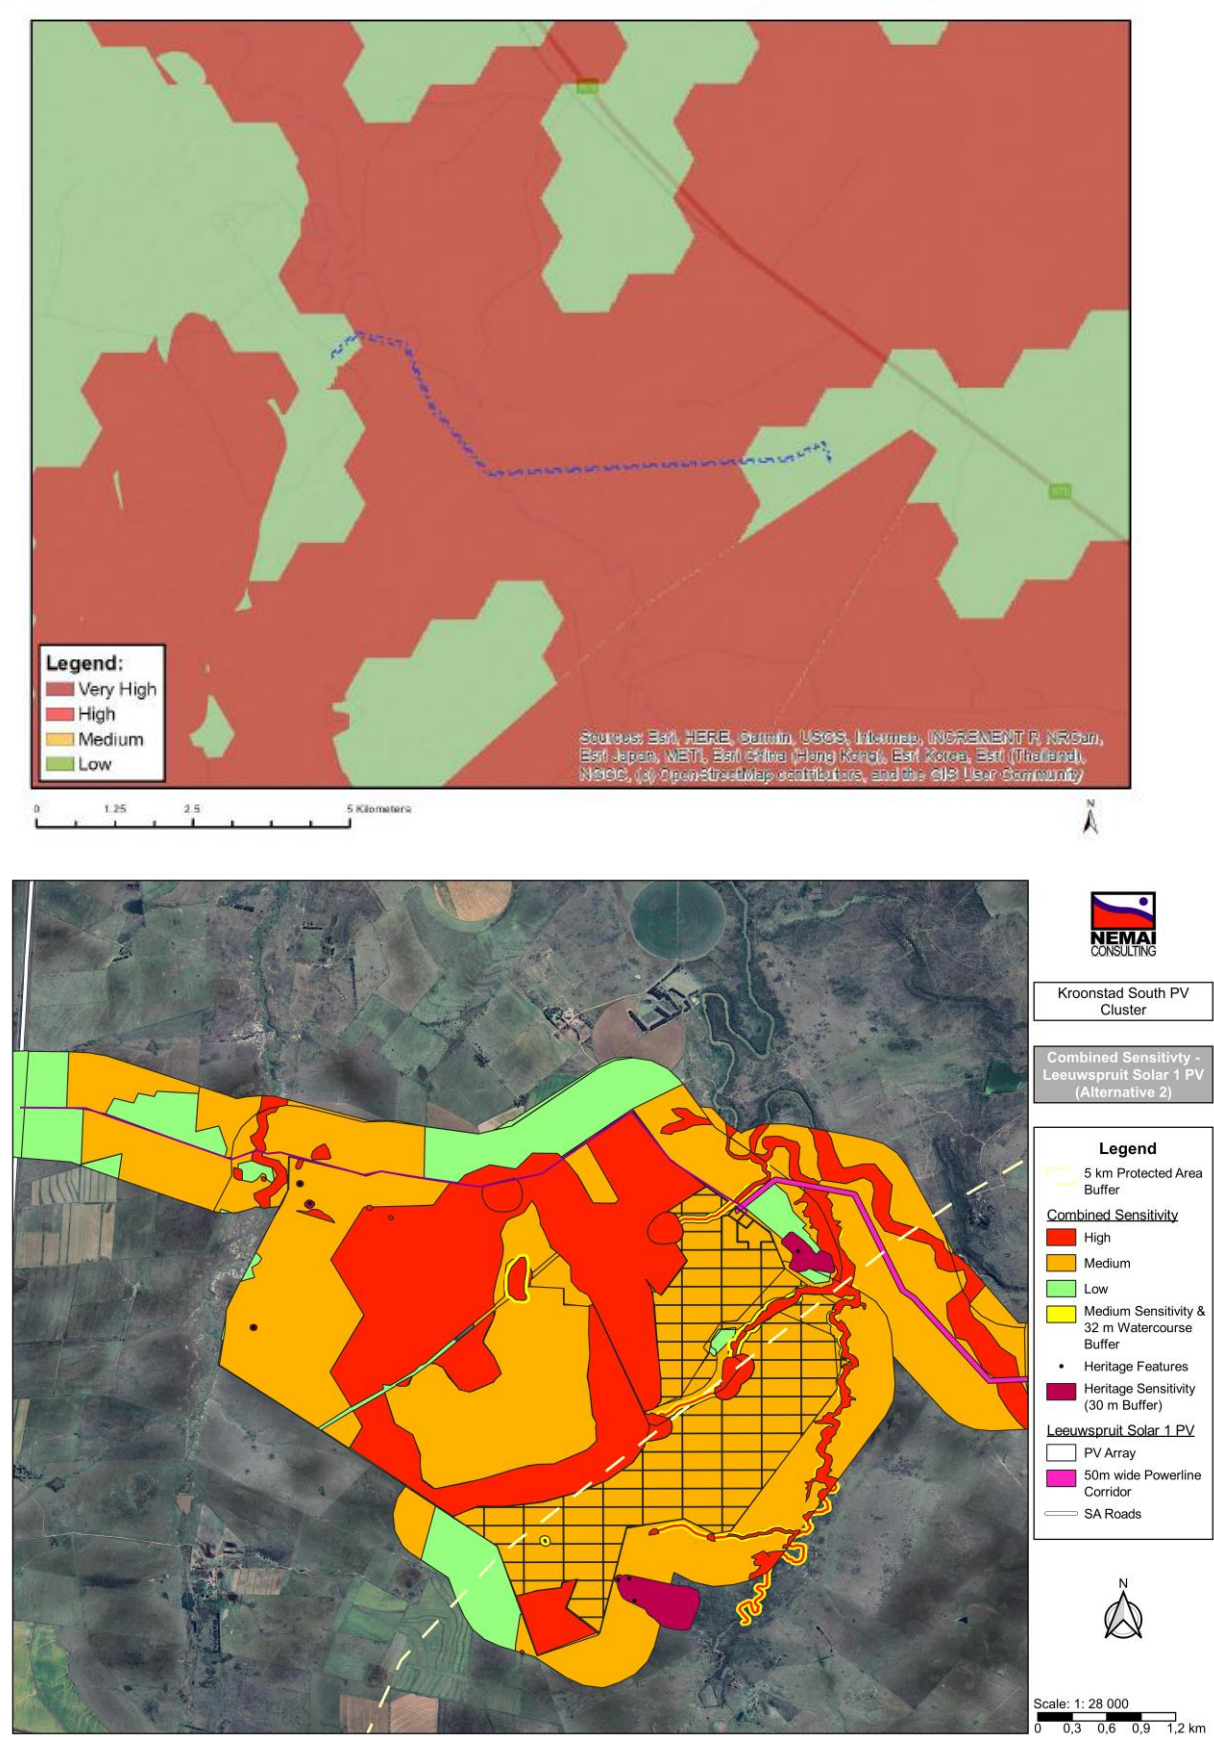 Legend:
Very High
High
Medium
Low
Sources: Esri, HERE, Garmin, USGS, Intermap, INCREMENT P, NRCan,
Esri Japan, METI, Esri China (Hong Kong), Esri Korea, Esri (Thailand),
NGCC, (c) OpenStreetMap contributors, and the GIS User Community
0 1.25 2.5 5 Kilometers
N
NEMAI
CONSULTING
Kroonstad South PV
Cluster
Combined Sensitivty -
Leeuwspruit Solar 1 PV
(Alternative 2)
Legend
5 km Protected Area
Buffer
Combined Sensitivity
High
Medium
Low
Medium Sensitivity &
32 m Watercourse
Buffer
Heritage Features
Heritage Sensitivity
(30 m Buffer)
Leeuwspruit Solar 1 PV
PV Array
50m wide Powerline
Corridor
SA Roads
N
Scale: 1: 28 000
0 0,3 0,6 0,9 1,2 km